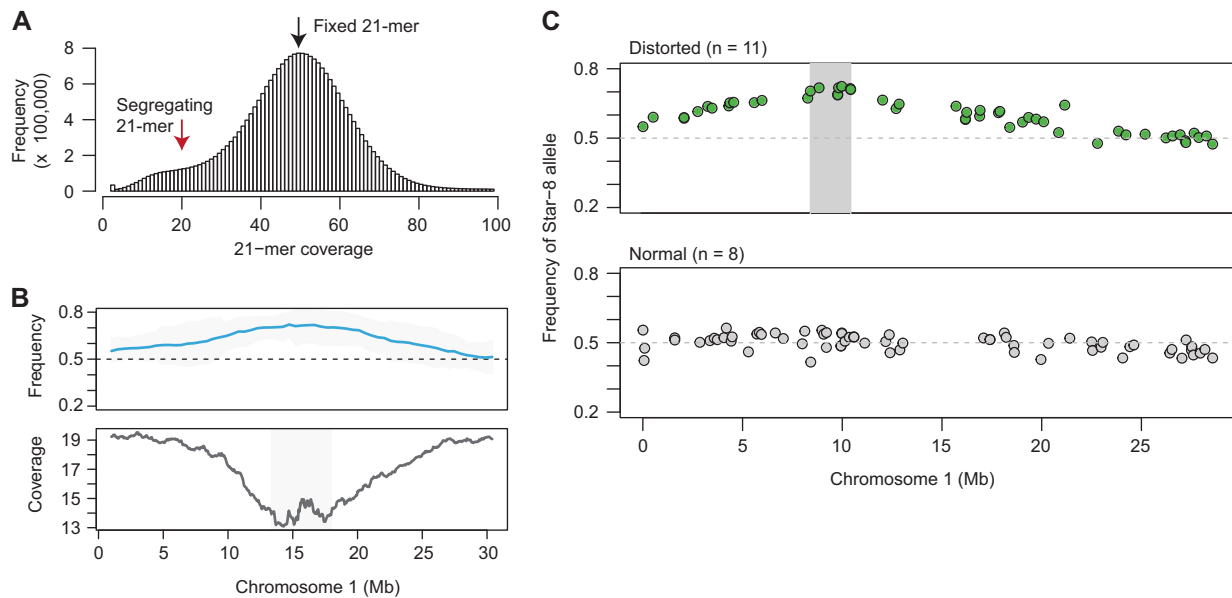 A
Fixed 21-mer
Segregating
21-mer
Frequency
(x 100,000)
8
6
4
2
0
0 20 40 60 80 100
21−mer coverage
B
Frequency
0.8
0.5
0.2
Coverage
19
17
15
13
0 5 10 15 20 25 30
Chromosome 1 (Mb)
C
Distorted (n = 11)
0.8
0.5
0.2
Frequency of Star−8 allele
Normal (n = 8)
0.8
0.5
0.2
0 5 10 15 20 25
Chromosome 1 (Mb)